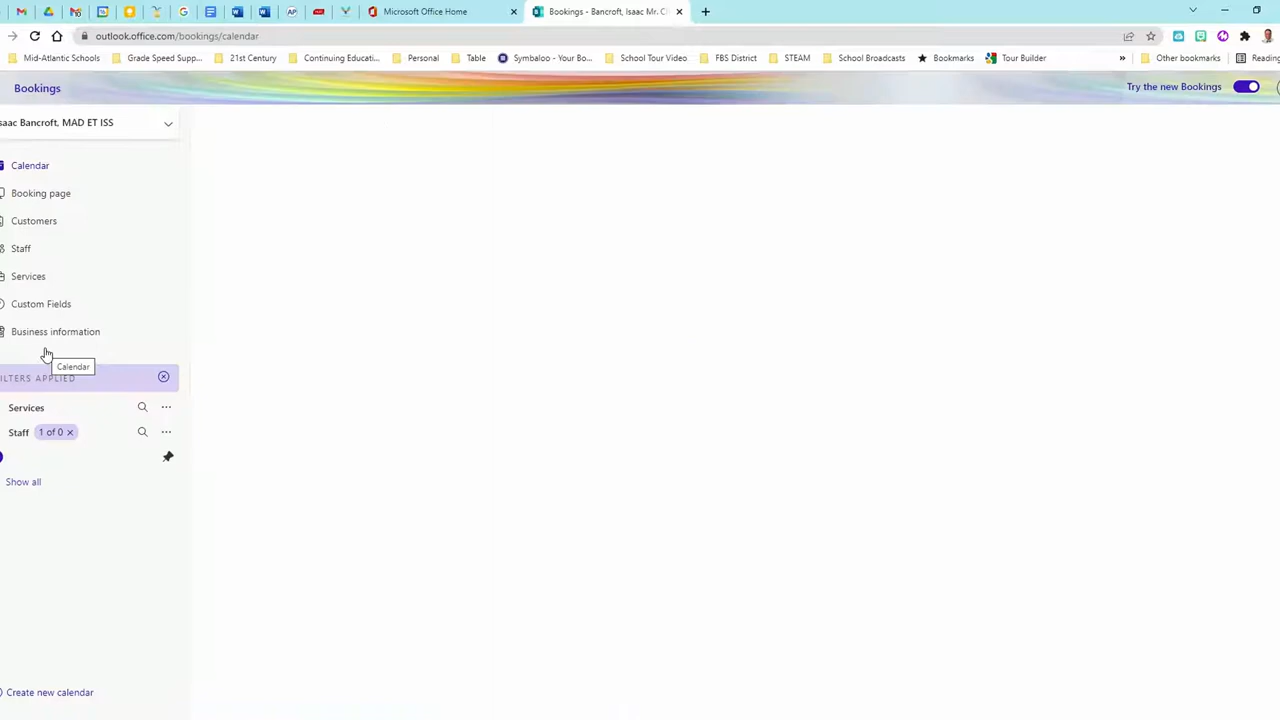 Microsoft Office Home
Bookings - Bancroft, Isaac Mr. C
outlook.office.com/bookings/calendar
Mid-Atlantic Schools
Grade Speed Supp...
21st Century
Continuing Educati...
Personal
Table
Symbaloo - Your Bo...
School Tour Video
FBS District
STEAM
School Broadcasts
Bookmarks
Tour Builder
Other bookmarks
Reading
Bookings
Try the new Bookings
saac Bancroft, MAD ET ISS
Calendar
Booking page
Customers
Staff
Services
Custom Fields
Business information
Calendar
ILTERS APPLIED
Services
Staff 1 of 0
Show all
Create new calendar